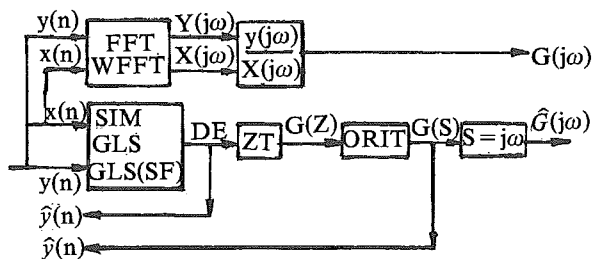 y(n)
x(n)
FFT
WFFT
Y(jω)
X(jω)
y(jω)
X(jω)
G(jω)
x(n)
y(n)
SIM
GLS
GLS(SF)
DE
ZT
G(Z)
ORIT
G(S)
S = jω
Ĝ(jω)
ŷ(n)
ŷ(n)